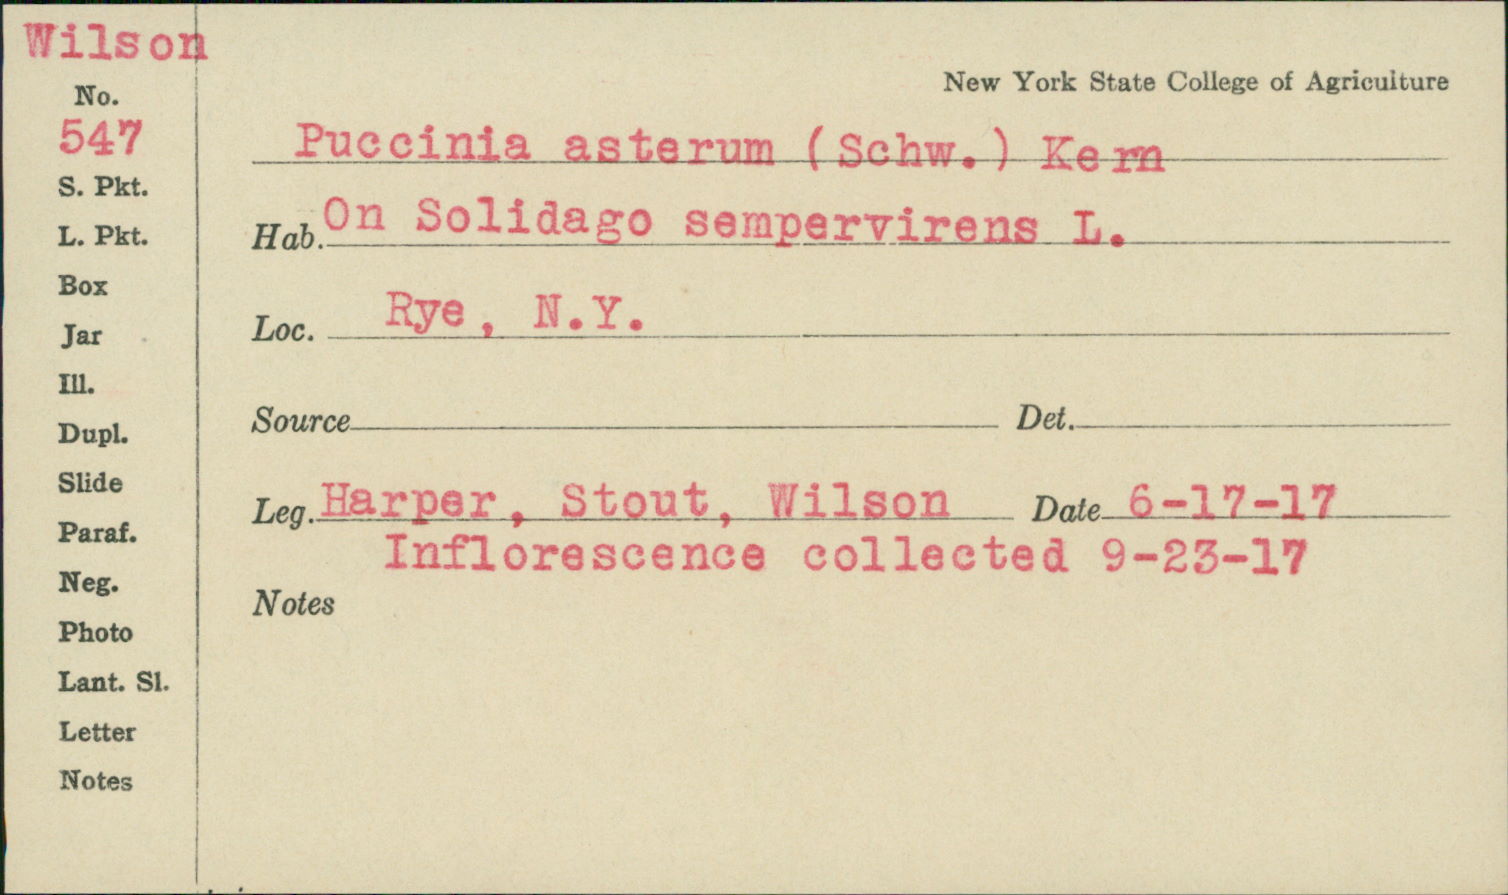 Wilson
New York State College of Agriculture
No.
547
Puccinia asterum (Schw.) Kern
S. Pkt.
L. Pkt.
Hab. On Solidago sempervirens L.
Box
Loc. Rye, N.Y.
Jar
Ill.
Source Det.
Dupl.
Slide
Leg. Harper, Stout, Wilson Date 6-17-17
Paraf.
Inflorescence collected 9-23-17
Neg.
Notes
Photo
Lant. Sl.
Letter
Notes